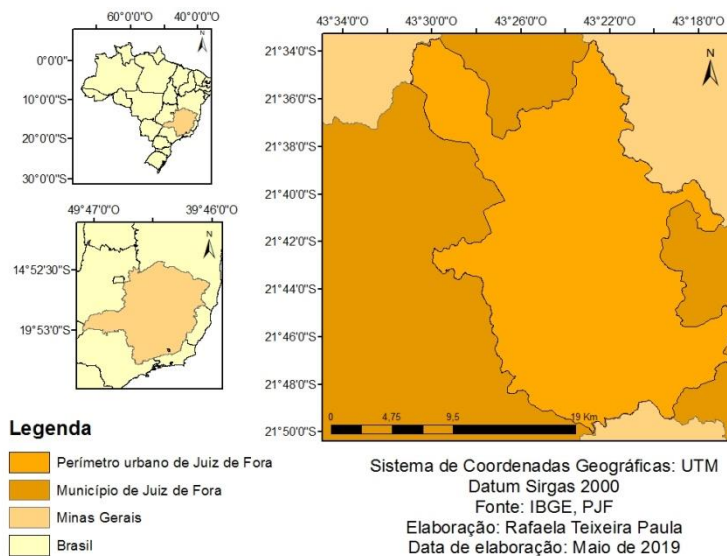 60°0'0"O 40°0'0"O
N
0°0'0"
10°0'0"S
20°0'0"S
30°0'0"S
49°47'0"O 39°46'0"O
N
14°52'30"S
19°53'0"S
43°34'0"O 43°30'0"O 43°26'0"O 43°22'0"O 43°18'0"O
N
21°34'0"S
21°36'0"S
21°38'0"S
21°40'0"S
21°42'0"S
21°44'0"S
21°46'0"S
21°48'0"S
21°50'0"S
0 4,75 9,5 19 Km
Legenda
Perímetro urbano de Juiz de Fora
Município de Juiz de Fora
Minas Gerais
Brasil
Sistema de Coordenadas Geográficas: UTM
Datum Sirgas 2000
Fonte: IBGE, PJF
Elaboração: Rafaela Teixeira Paula
Data de elaboração: Maio de 2019